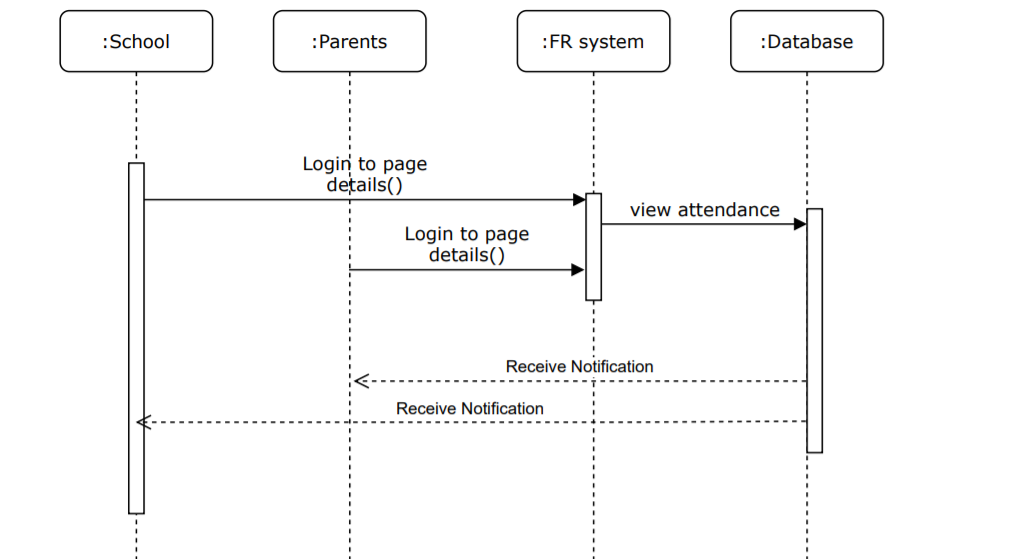 :School
:Parents
:FR system
:Database
Login to page
details()
view attendance
Login to page
details()
Receive Notification
Receive Notification